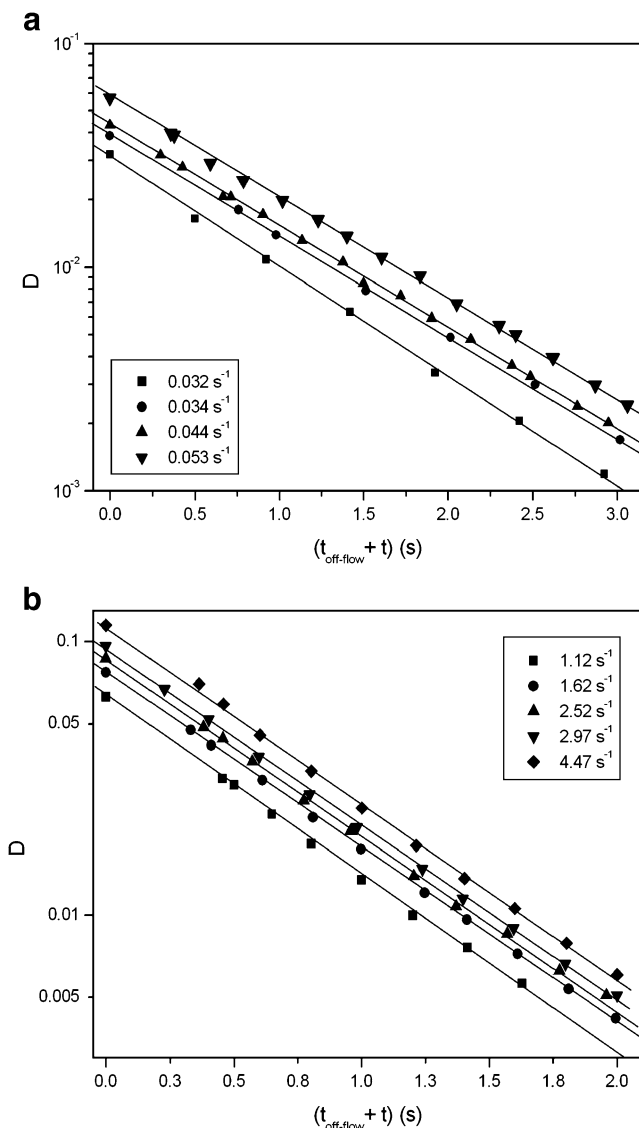 a
10⁻¹
10⁻²
10⁻³
D
0.032 s⁻¹
0.034 s⁻¹
0.044 s⁻¹
0.053 s⁻¹
0.0 0.5 1.0 1.5 2.0 2.5 3.0
(t_off-flow + t) (s)
b
0.1
0.05
0.01
0.005
D
1.12 s⁻¹
1.62 s⁻¹
2.52 s⁻¹
2.97 s⁻¹
4.47 s⁻¹
0.0 0.3 0.5 0.8 1.0 1.3 1.5 1.8 2.0
(t_off-flow + t) (s)